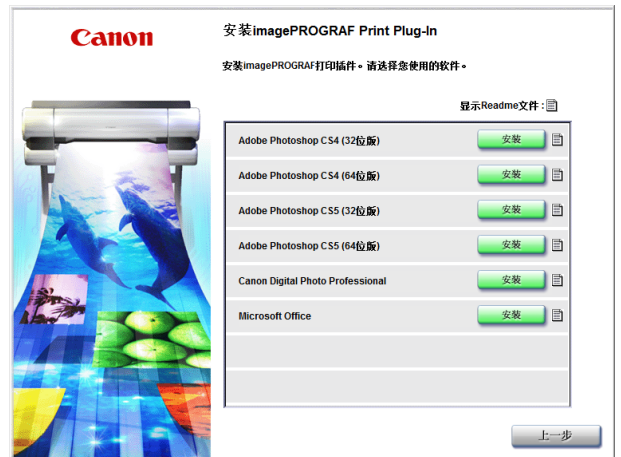 Canon
安装imagePROGRAF Print Plug-In
安装imagePROGRAF打印插件。请选择您使用的软件。
显示Readme文件:
Adobe Photoshop CS4 (32位版) 安装
Adobe Photoshop CS4 (64位版) 安装
Adobe Photoshop CS5 (32位版) 安装
Adobe Photoshop CS5 (64位版) 安装
Canon Digital Photo Professional 安装
Microsoft Office 安装
上一步